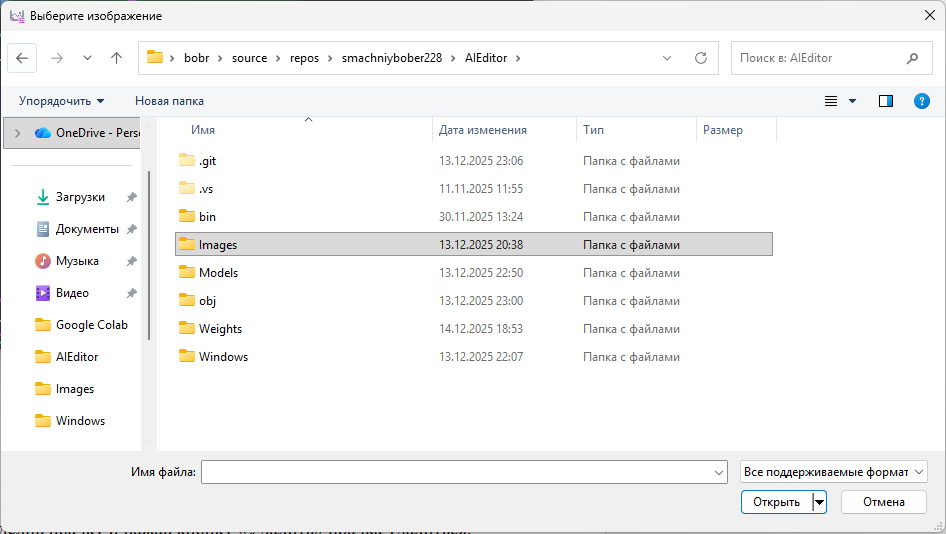 Выберите изображение
bobr source repos smachniybober228 AIEditor
Поиск в: AIEditor
Упорядочить Новая папка
OneDrive - Perso
Загрузки
Документы
Музыка
Видео
Google Colab
AIEditor
Images
Windows
Имя Дата изменения Тип Размер
.git 13.12.2025 23:06 Папка с файлами
.vs 11.11.2025 11:55 Папка с файлами
bin 30.11.2025 13:24 Папка с файлами
Images 13.12.2025 20:38 Папка с файлами
Models 13.12.2025 22:50 Папка с файлами
obj 13.12.2025 23:00 Папка с файлами
Weights 14.12.2025 18:53 Папка с файлами
Windows 13.12.2025 22:07 Папка с файлами
Имя файла:
Все поддерживаемые формат
Открыть Отмена